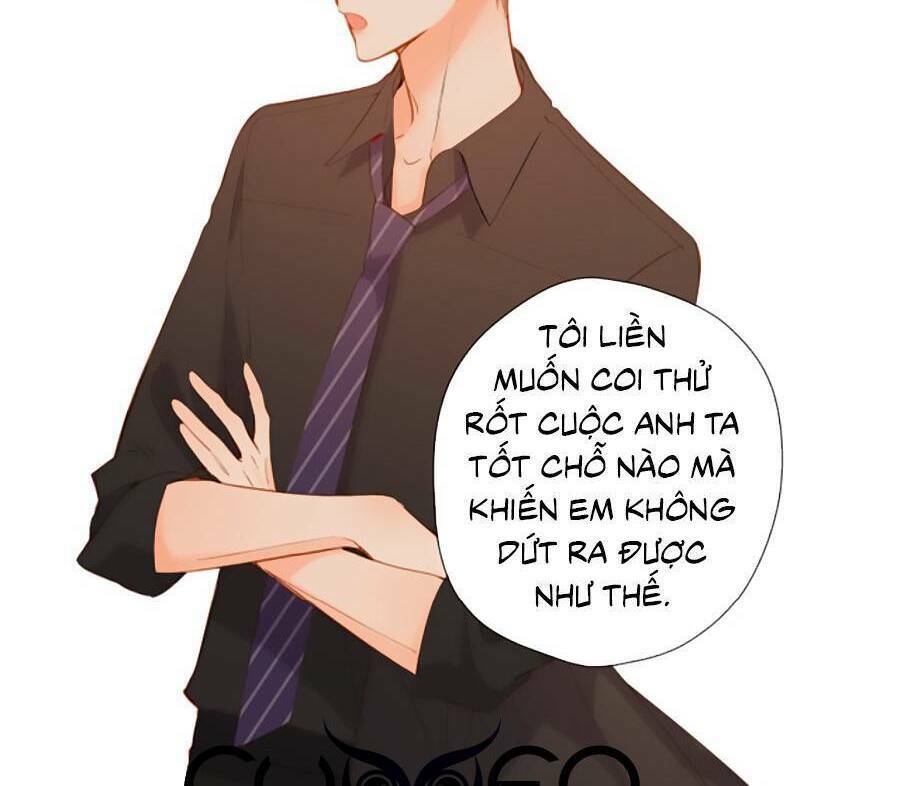 TÔI LIỀN
MUỐN COI THỬ
RỐT CUỘC ANH TA
TỐT CHỖ NÀO MÀ
KHIẾN EM KHÔNG
DỨT RA ĐƯỢC
NHƯ THẾ.